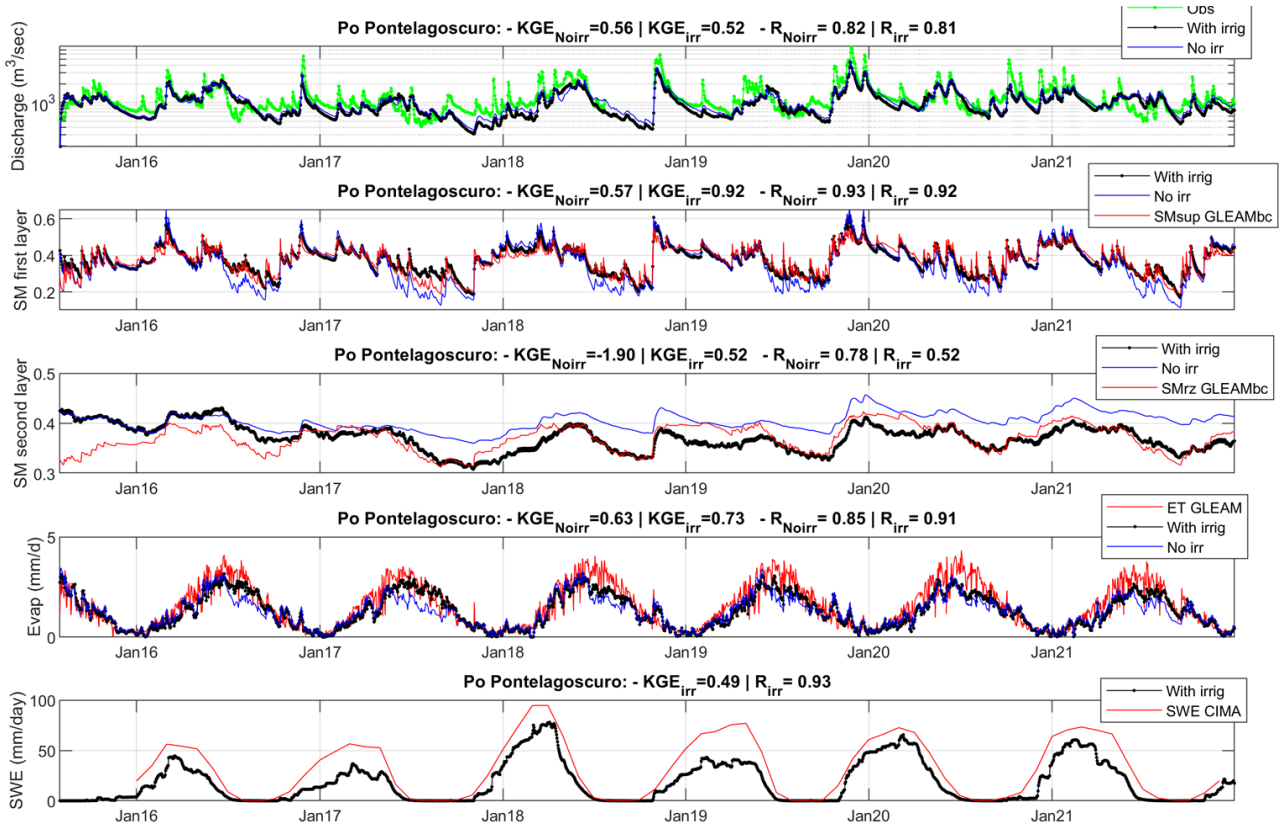 Obs
With irrig
No irr
Po Pontelagoscuro: - KGE_Noirr=0.56 | KGE_irr=0.52 - R_Noirr= 0.82 | R_irr= 0.81
Discharge (m^3/sec)
10^3
Jan16 Jan17 Jan18 Jan19 Jan20 Jan21
Po Pontelagoscuro: - KGE_Noirr=0.57 | KGE_irr=0.92 - R_Noirr= 0.93 | R_irr= 0.92
With irrig
No irr
SMsup GLEAMbc
SM first layer
0.6
0.4
0.2
Jan16 Jan17 Jan18 Jan19 Jan20 Jan21
Po Pontelagoscuro: - KGE_Noirr=-1.90 | KGE_irr=0.52 - R_Noirr= 0.78 | R_irr= 0.52
With irrig
No irr
SMrz GLEAMbc
SM second layer
0.5
0.4
0.3
Jan16 Jan17 Jan18 Jan19 Jan20 Jan21
Po Pontelagoscuro: - KGE_Noirr=0.63 | KGE_irr=0.73 - R_Noirr= 0.85 | R_irr= 0.91
ET GLEAM
With irrig
No irr
Evap (mm/d)
5
0
Jan16 Jan17 Jan18 Jan19 Jan20 Jan21
Po Pontelagoscuro: - KGE_irr=0.49 | R_irr= 0.93
With irrig
SWE CIMA
SWE (mm/day)
100
50
0
Jan16 Jan17 Jan18 Jan19 Jan20 Jan21